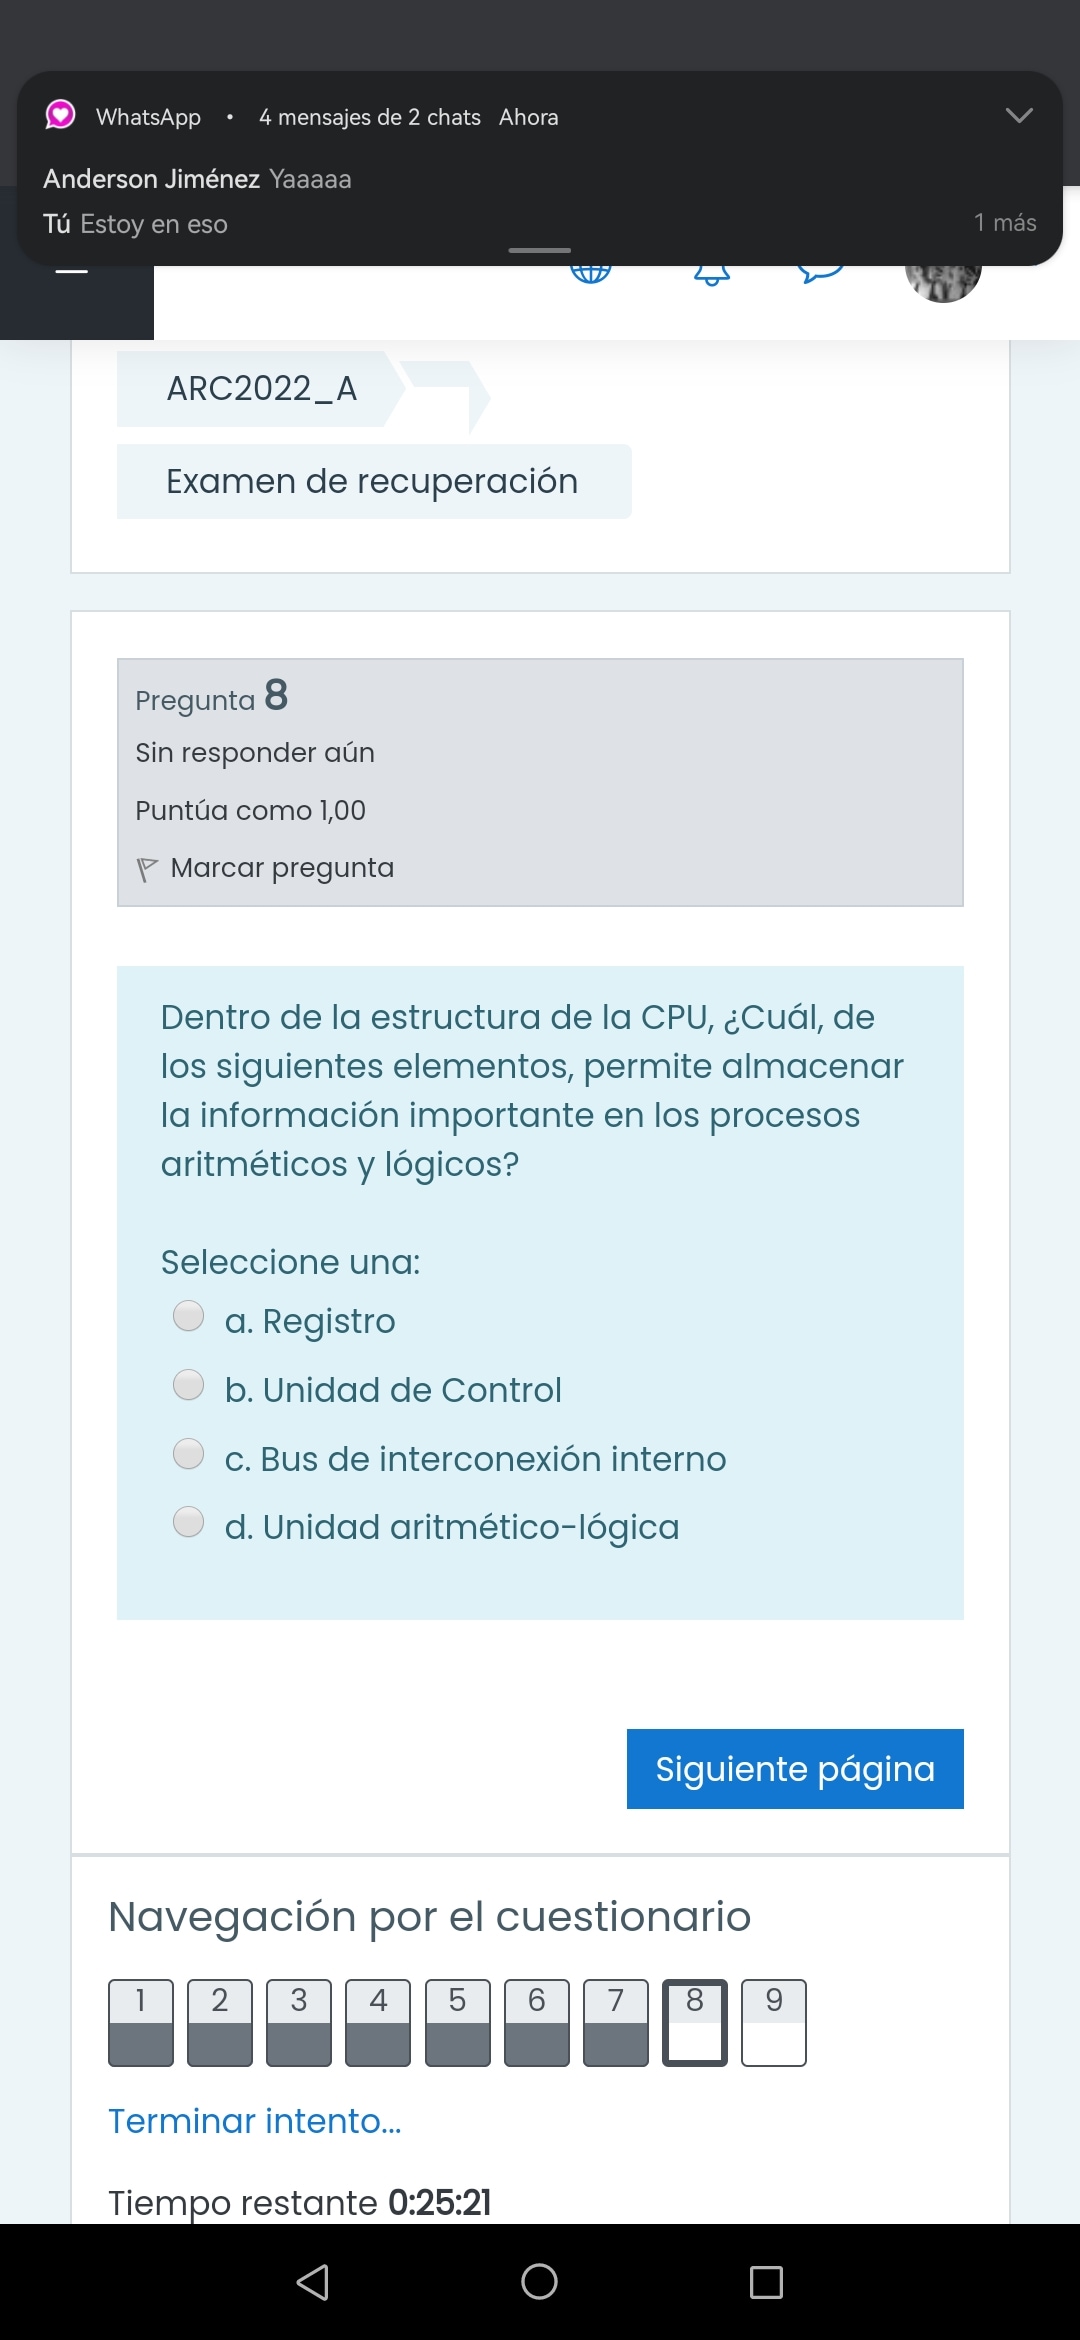 WhatsApp • 4 mensajes de 2 chats Ahora
Anderson Jiménez Yaaaaa
Tú Estoy en eso
1 más
ARC2022_A
Examen de recuperación
Pregunta 8
Sin responder aún
Puntúa como 1,00
Marcar pregunta
Dentro de la estructura de la CPU, ¿Cuál, de
los siguientes elementos, permite almacenar
la información importante en los procesos
aritméticos y lógicos?
Seleccione una:
a. Registro
b. Unidad de Control
c. Bus de interconexión interno
d. Unidad aritmético-lógica
Siguiente página
Navegación por el cuestionario
1 2 3 4 5 6 7 8 9
Terminar intento...
Tiempo restante 0:25:21